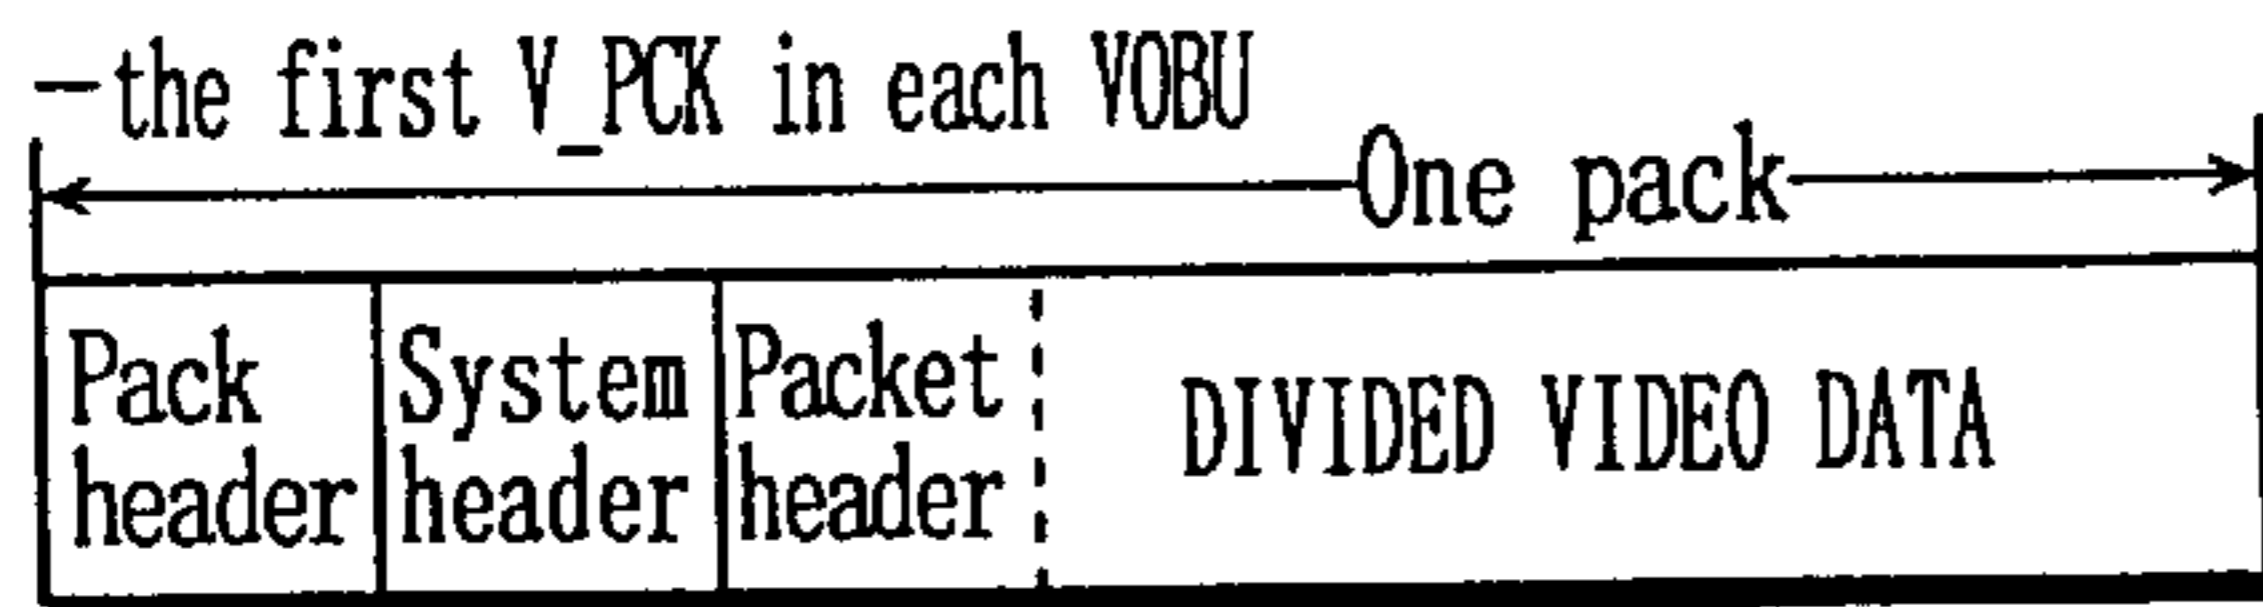 -the first V_PCK in each VOBU
One pack
Pack header
System header
Packet header
DIVIDED VIDEO DATA